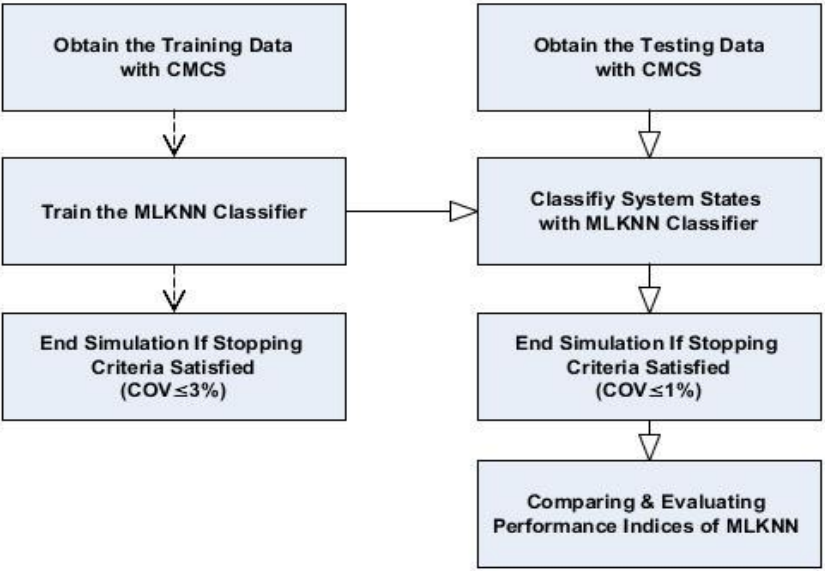 Obtain the Training Data
with CMCS
Train the MLKNN Classifier
End Simulation If Stopping
Criteria Satisfied
(COV≤3%)
Obtain the Testing Data
with CMCS
Classifiy System States
with MLKNN Classifier
End Simulation If Stopping
Criteria Satisfied
(COV≤1%)
Comparing & Evaluating
Performance Indices of MLKNN